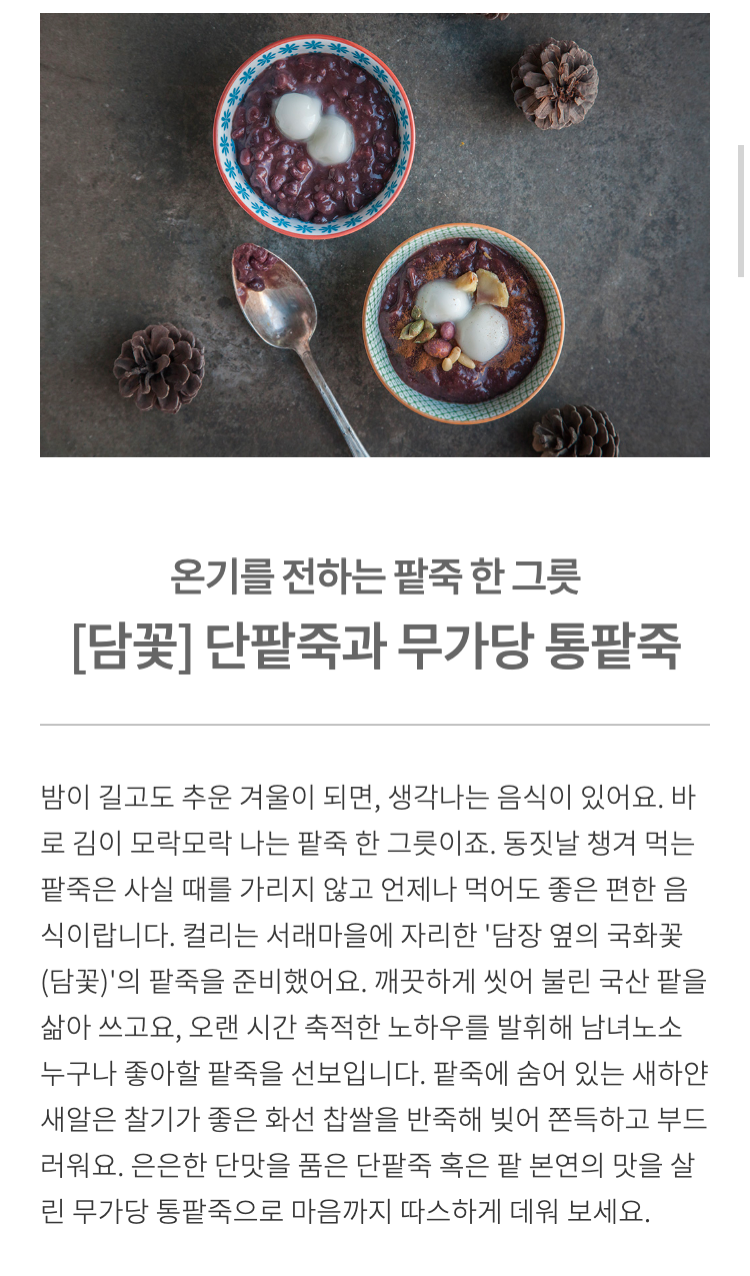 온기를 전하는 팥죽 한 그릇
[담꽃] 단팥죽과 무가당 통팥죽
밤이 길고도 추운 겨울이 되면, 생각나는 음식이 있어요. 바
로 김이 모락모락 나는 팥죽 한 그릇이죠. 동짓날 챙겨 먹는
팥죽은 사실 때를 가리지 않고 언제나 먹어도 좋은 편한 음
식이랍니다. 컬리는 서래마을에 자리한 '담장 옆의 국화꽃
(담꽃)'의 팥죽을 준비했어요. 깨끗하게 씻어 불린 국산 팥을
삶아 쓰고요, 오랜 시간 축적한 노하우를 발휘해 남녀노소
누구나 좋아할 팥죽을 선보입니다. 팥죽에 숨어 있는 새하얀
새알은 찰기가 좋은 화선 찹쌀을 반죽해 빚어 쫀득하고 부드
러워요. 은은한 단맛을 품은 단팥죽 혹은 팥 본연의 맛을 살
린 무가당 통팥죽으로 마음까지 따스하게 데워 보세요.